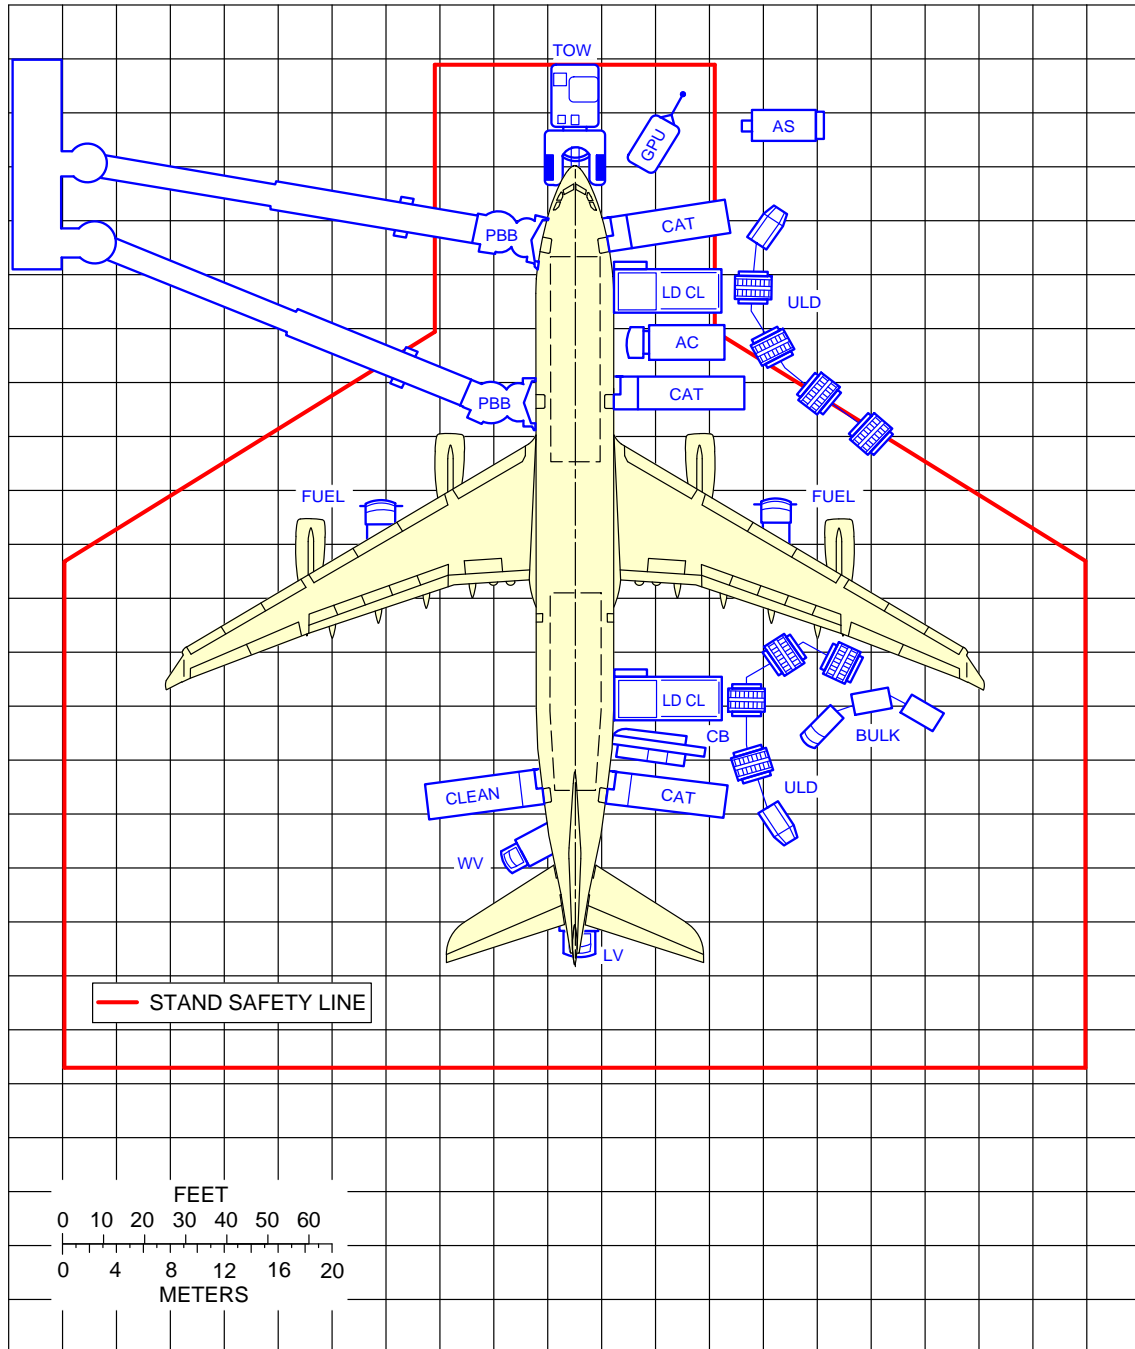 TOW
GPU
AS
PBB
CAT
LD CL
ULD
AC
PBB
CAT
FUEL
FUEL
LD CL
CB
BULK
CLEAN
CAT
ULD
WV
LV
STAND SAFETY LINE
FEET
0 10 20 30 40 50 60
0 4 8 12 16 20
METERS